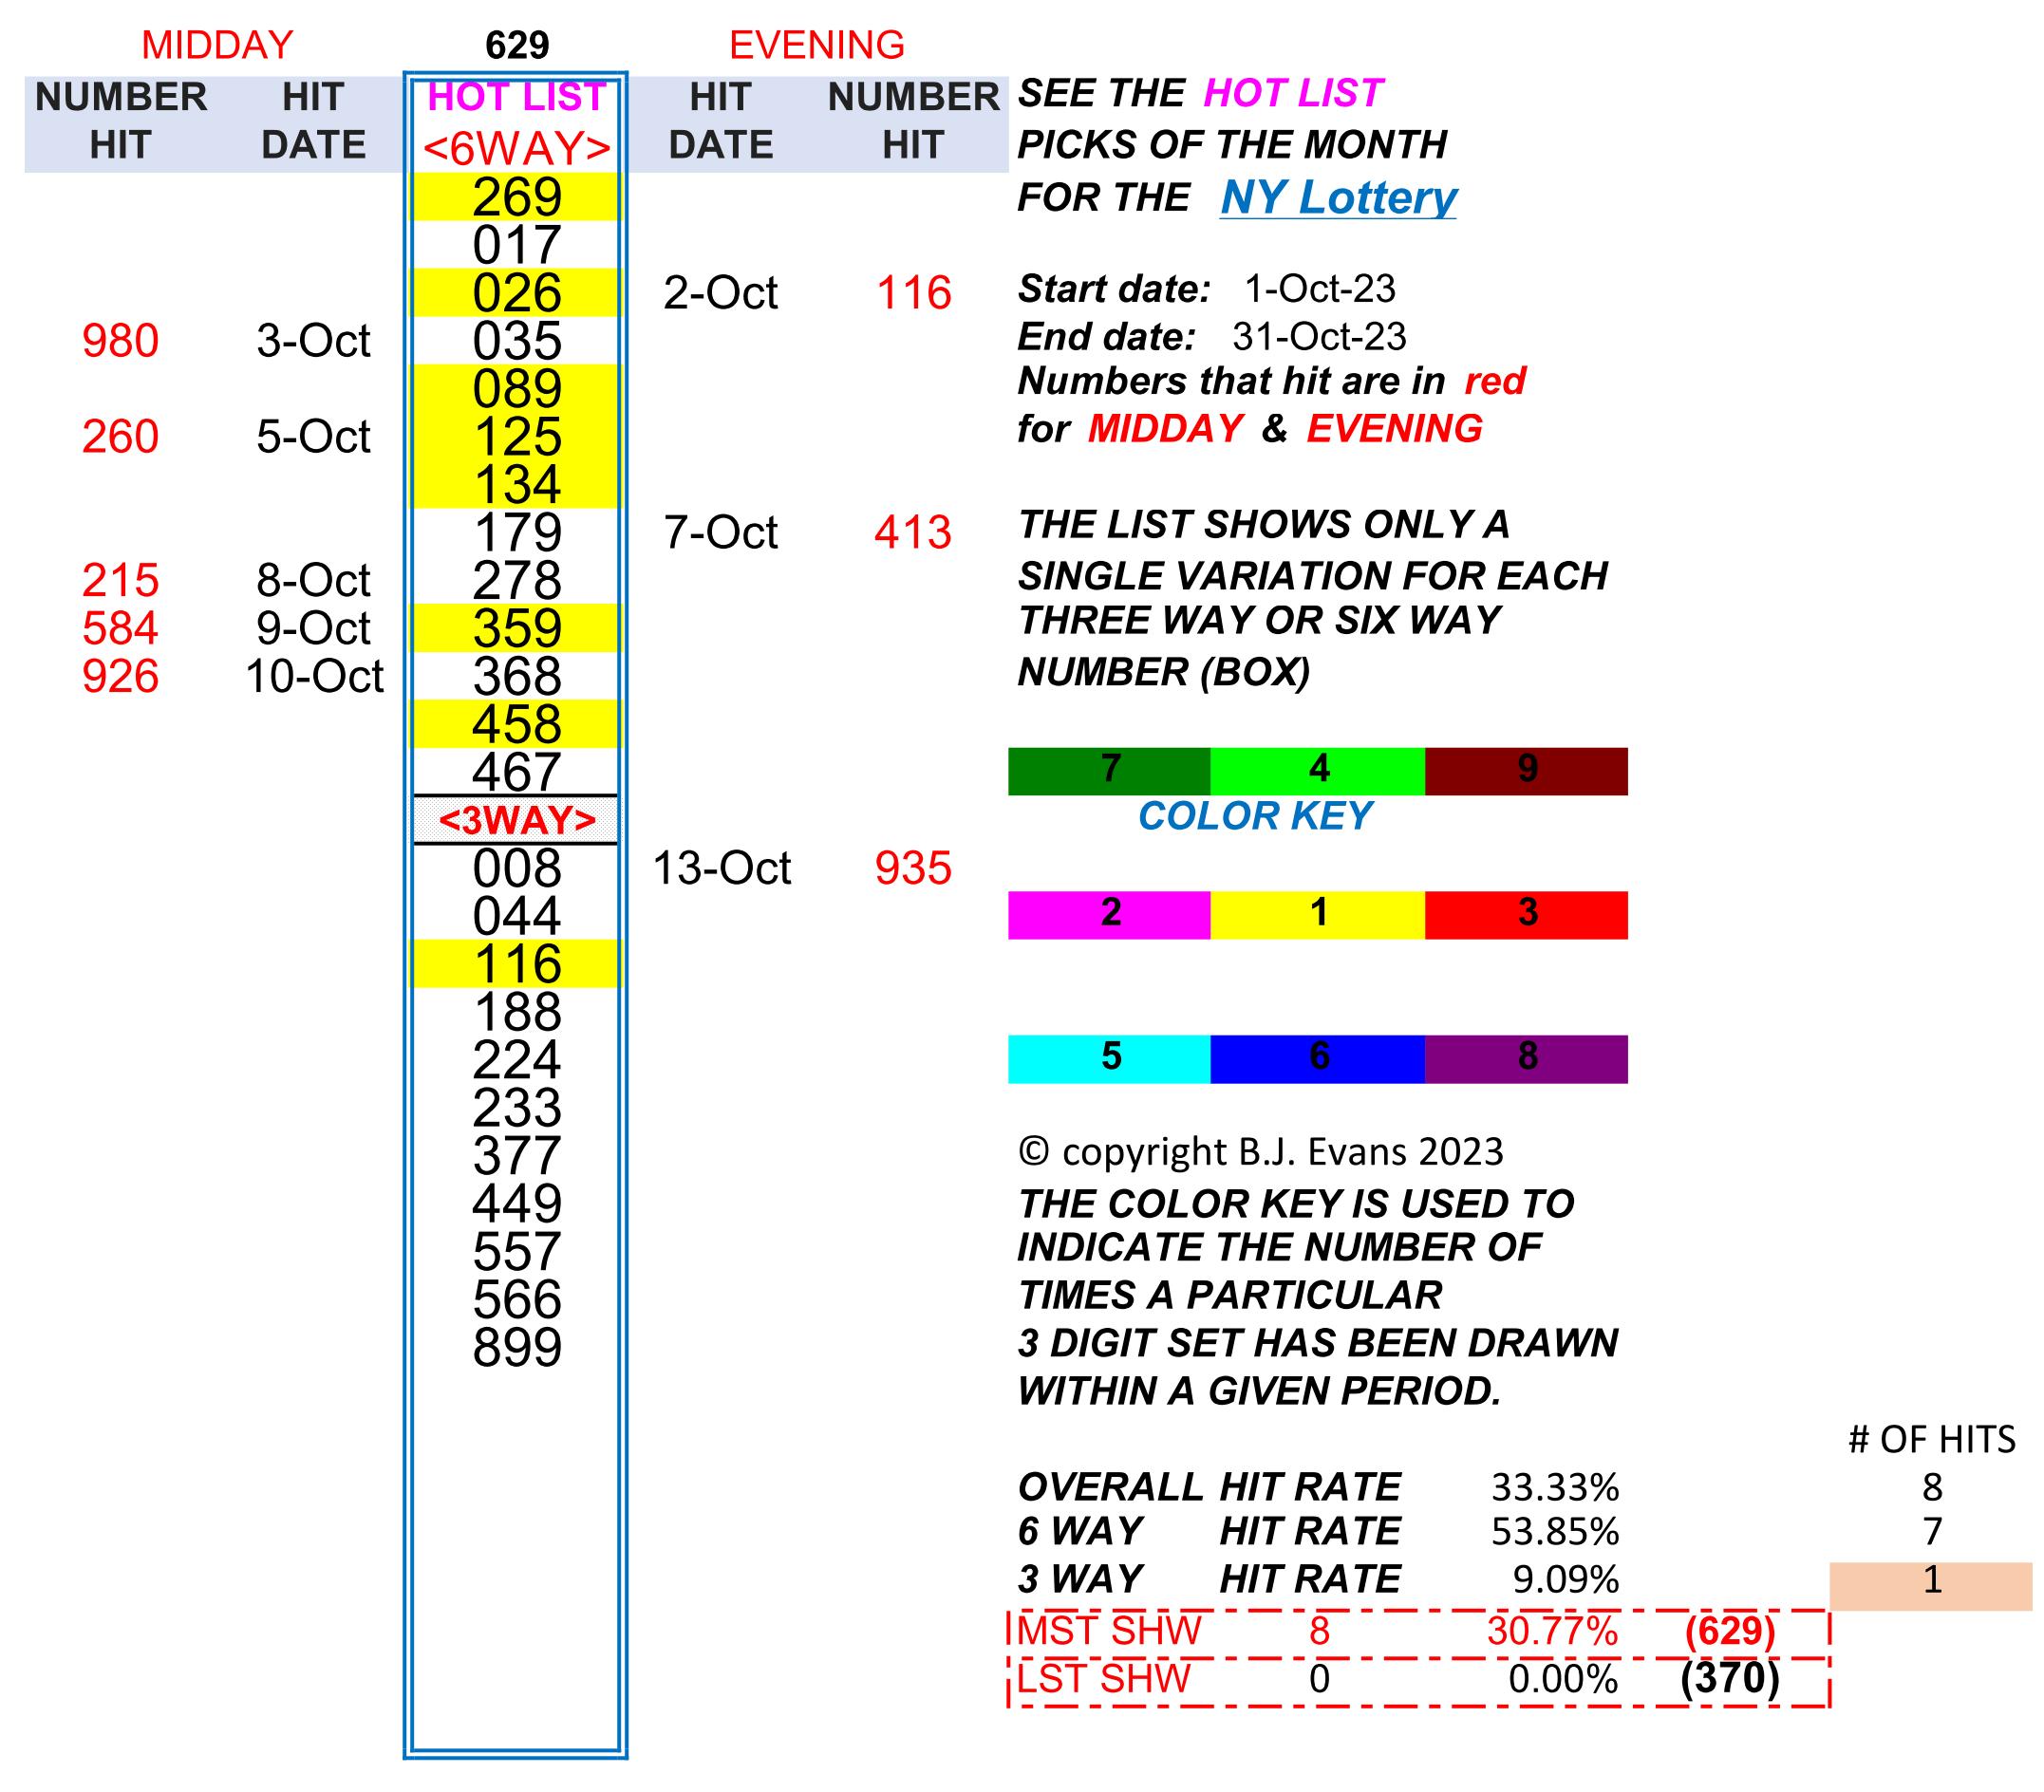 MIDDAY 629 EVENING
NUMBER HIT HOT LIST HIT NUMBER
HIT DATE <6WAY> DATE HIT
269
017
026 2-Oct 116
980 3-Oct 035
089
260 5-Oct 125
134
179 7-Oct 413
215 8-Oct 278
584 9-Oct 359
926 10-Oct 368
458
467
<3WAY>
008 13-Oct 935
044
116
188
224
233
377
449
557
566
899
SEE THE HOT LIST
PICKS OF THE MONTH
FOR THE NY Lottery
Start date: 1-Oct-23
End date: 31-Oct-23
Numbers that hit are in red
for MIDDAY & EVENING
THE LIST SHOWS ONLY A
SINGLE VARIATION FOR EACH
THREE WAY OR SIX WAY
NUMBER (BOX)
7 4 9
COLOR KEY
2 1 3
5 6 8
© copyright B.J. Evans 2023
THE COLOR KEY IS USED TO
INDICATE THE NUMBER OF
TIMES A PARTICULAR
3 DIGIT SET HAS BEEN DRAWN
WITHIN A GIVEN PERIOD.
# OF HITS
OVERALL HIT RATE 33.33% 8
6 WAY HIT RATE 53.85% 7
3 WAY HIT RATE 9.09% 1
MST SHW 8 30.77% (629)
LST SHW 0 0.00% (370)